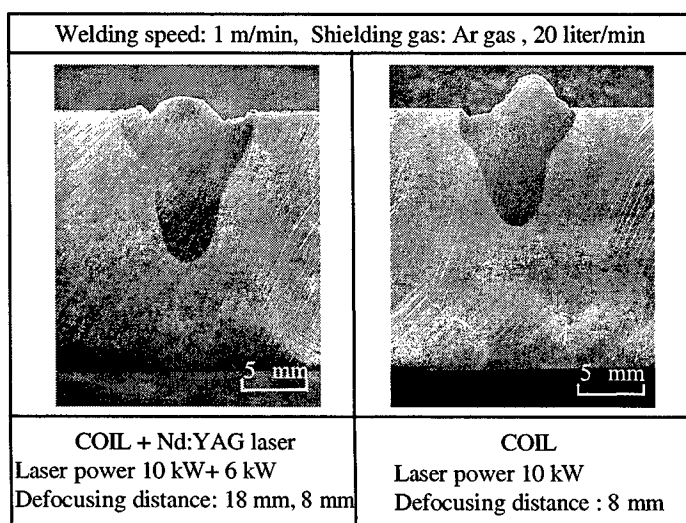 Welding speed: 1 m/min, Shielding gas: Ar gas , 20 liter/min
5 mm
5 mm
COIL + Nd:YAG laser
Laser power 10 kW+ 6 kW
Defocusing distance: 18 mm, 8 mm
COIL
Laser power 10 kW
Defocusing distance : 8 mm